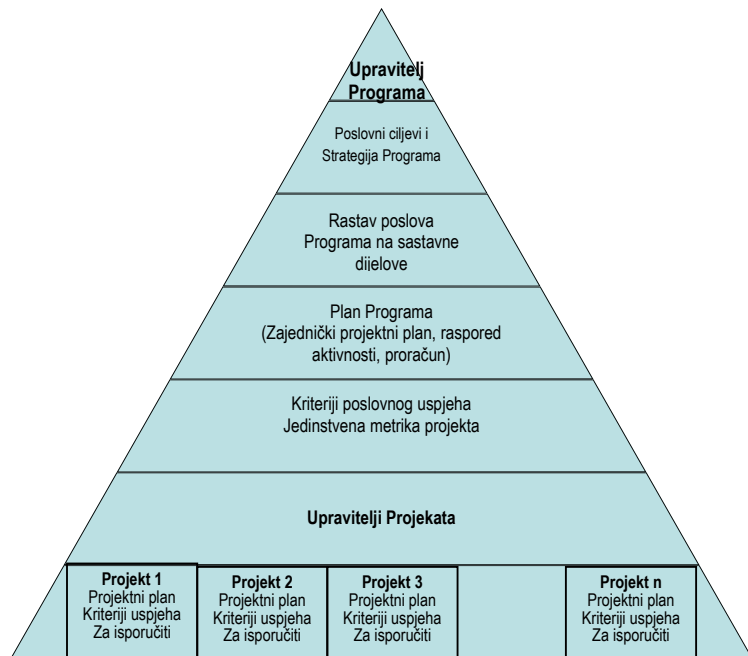 Upravitelj
Programa
Poslovni ciljevi i
Strategija Programa
Rastav poslova
Programa na sastavne
dijelove
Plan Programa
(Zajednički projektni plan, raspored
aktivnosti, proračun)
Kriteriji poslovnog uspjeha
Jedinstvena metrika projekta
Upravitelji Projekata
Projekt 1
Projektni plan
Kriteriji uspjeha
Za isporučiti
Projekt 2
Projektni plan
Kriteriji uspjeha
Za isporučiti
Projekt 3
Projektni plan
Kriteriji uspjeha
Za isporučiti
Projekt n
Projektni plan
Kriteriji uspjeha
Za isporučiti